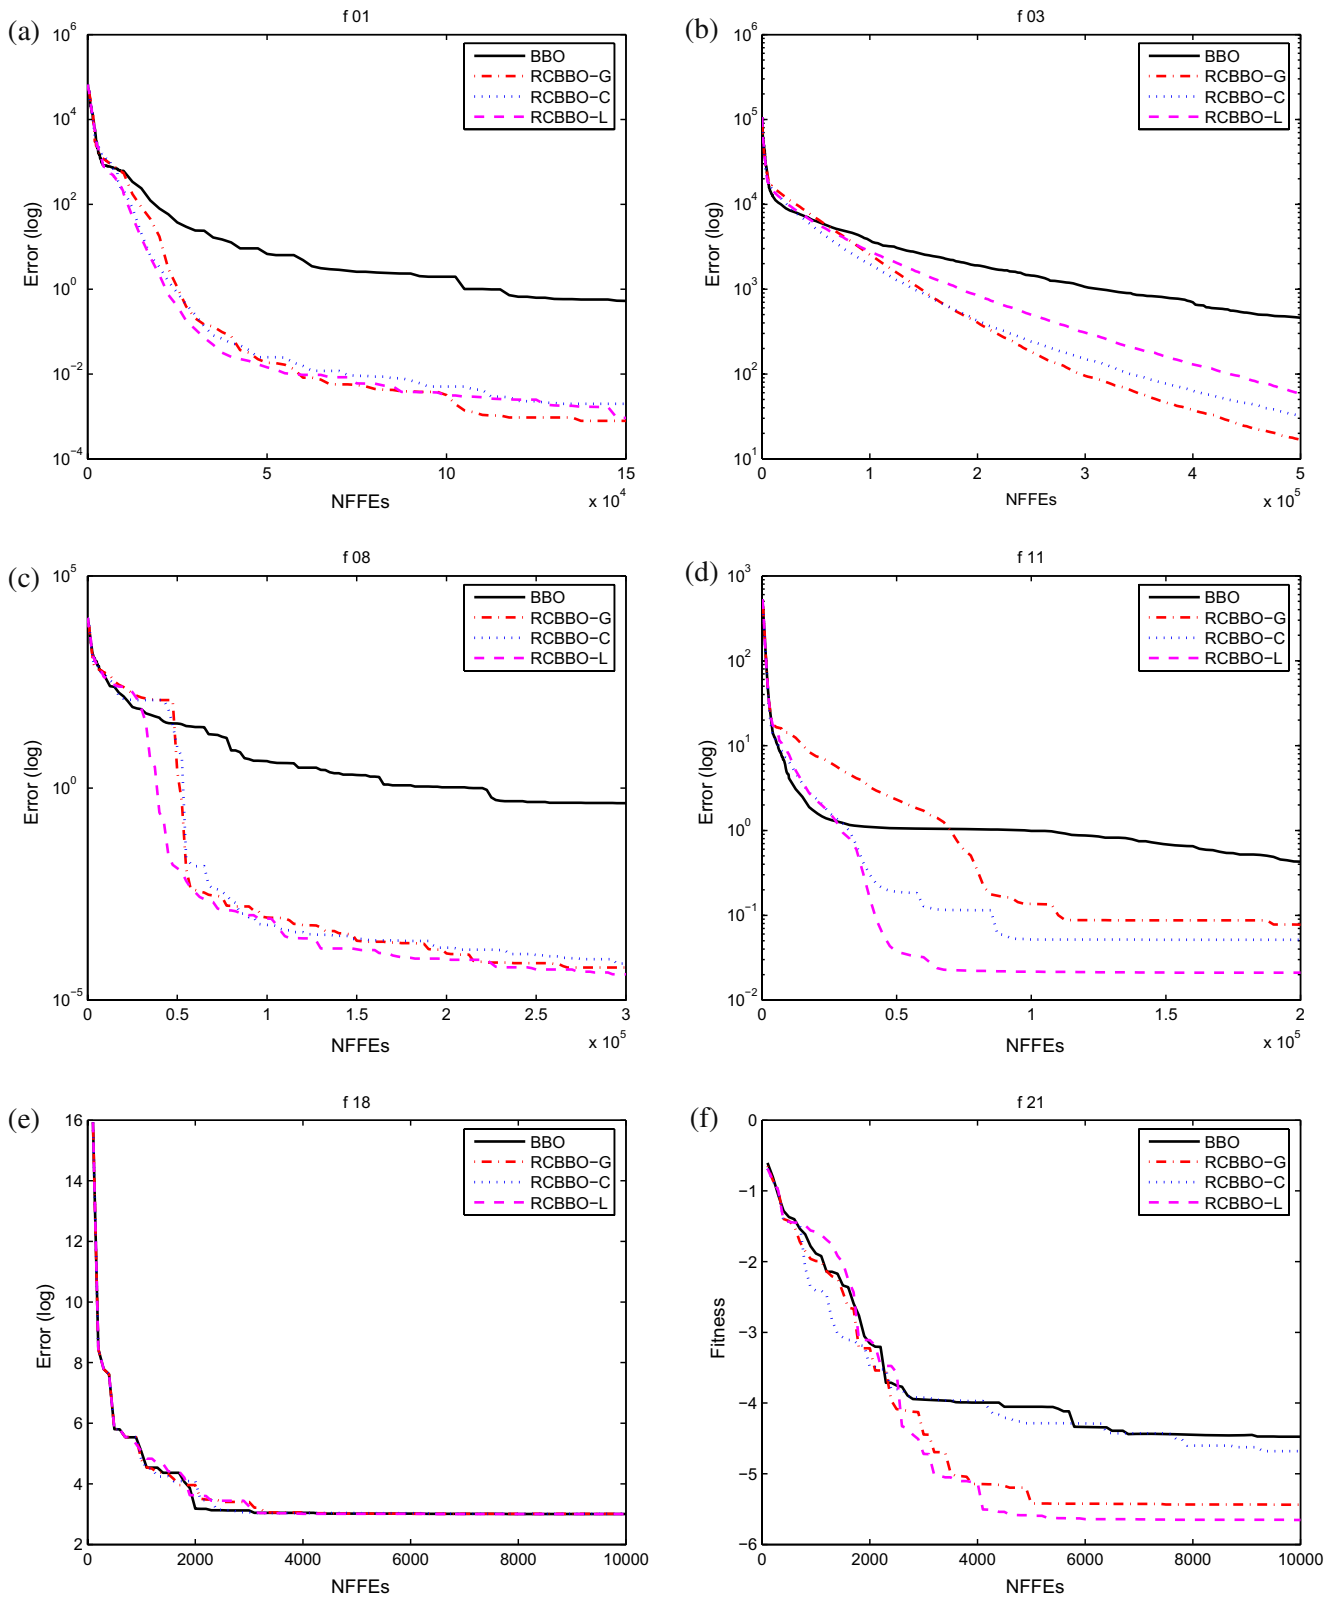 (a)
f 01
10^6
10^4
10^2
10^0
10^−2
10^−4
Error (log)
BBO
RCBBO−G
RCBBO−C
RCBBO−L
0 5 10 15
x 10^4
NFFEs
(b)
f 03
10^6
10^5
10^4
10^3
10^2
10^1
Error (log)
BBO
RCBBO−G
RCBBO−C
RCBBO−L
0 1 2 3 4 5
x 10^5
NFFEs
(c)
f 08
10^5
10^0
10^−5
Error (log)
BBO
RCBBO−G
RCBBO−C
RCBBO−L
0 0.5 1 1.5 2 2.5 3
x 10^5
NFFEs
(d)
f 11
10^3
10^2
10^1
10^0
10^−1
10^−2
Error (log)
BBO
RCBBO−G
RCBBO−C
RCBBO−L
0 0.5 1 1.5 2
x 10^5
NFFEs
(e)
f 18
16
14
12
10
8
6
4
2
Error (log)
BBO
RCBBO−G
RCBBO−C
RCBBO−L
0 2000 4000 6000 8000 10000
NFFEs
(f)
f 21
0
−1
−2
−3
−4
−5
−6
Fitness
BBO
RCBBO−G
RCBBO−C
RCBBO−L
0 2000 4000 6000 8000 10000
NFFEs